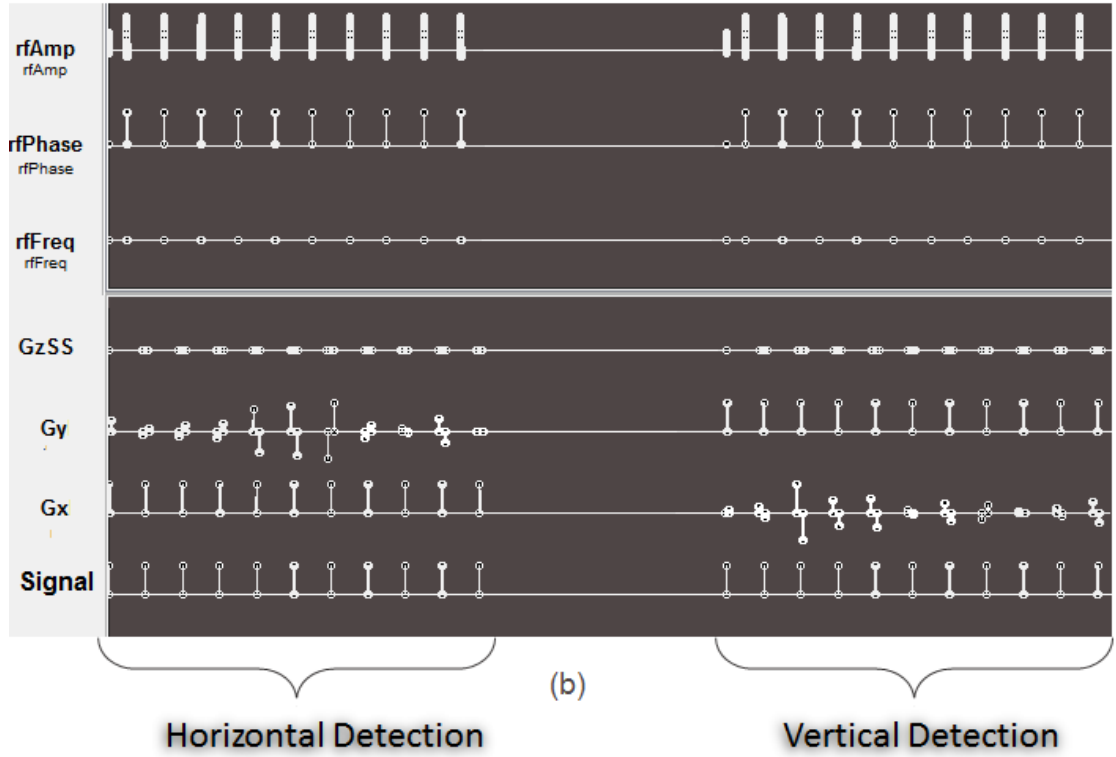 rfAmp
rfAmp
rfPhase
rfPhase
rfFreq
rfFreq
GzSS
Gy
Gx
Signal
(b)
Horizontal Detection
Vertical Detection